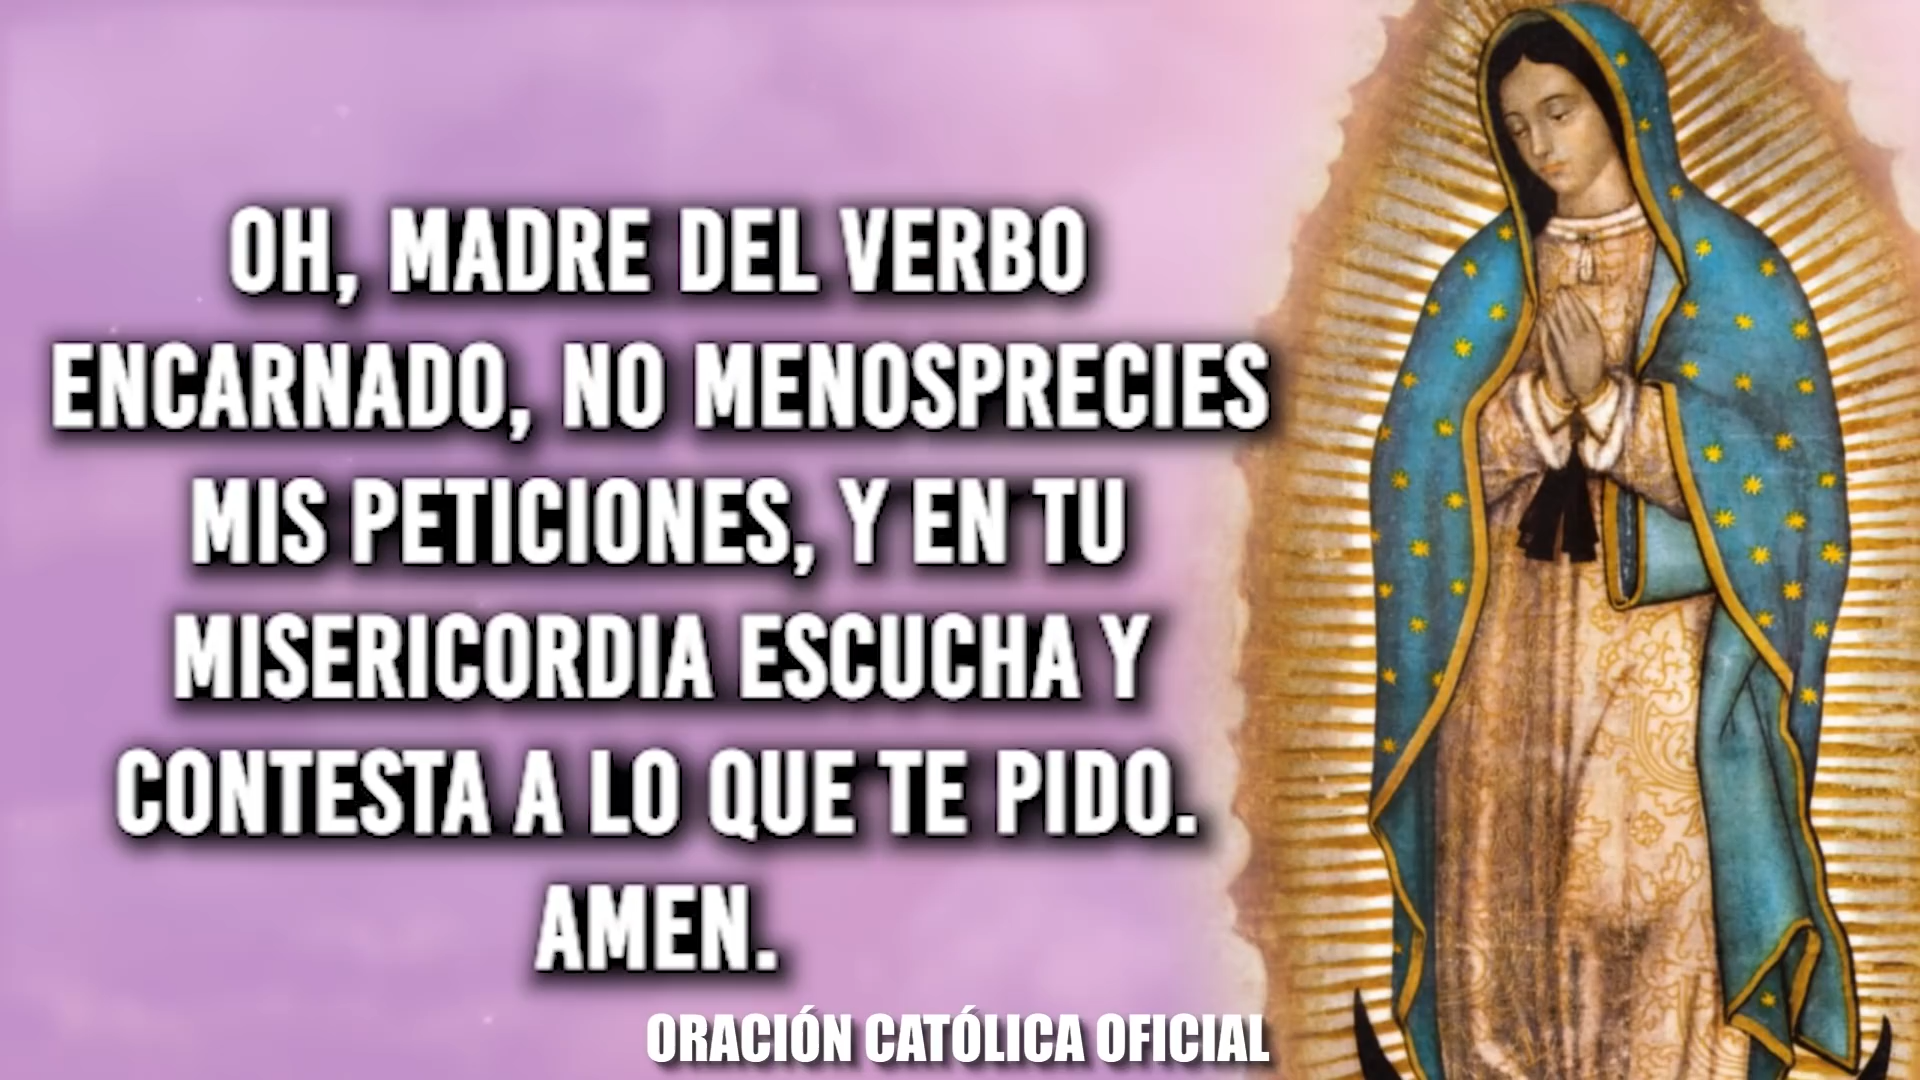 OH, MADRE DEL VERBO
ENCARNADO, NO MENOSPRECIES
MIS PETICIONES, Y EN TU
MISERICORDIA ESCUCHA Y
CONTESTA A LO QUE TE PIDO.
AMEN.
ORACIÓN CATÓLICA OFICIAL